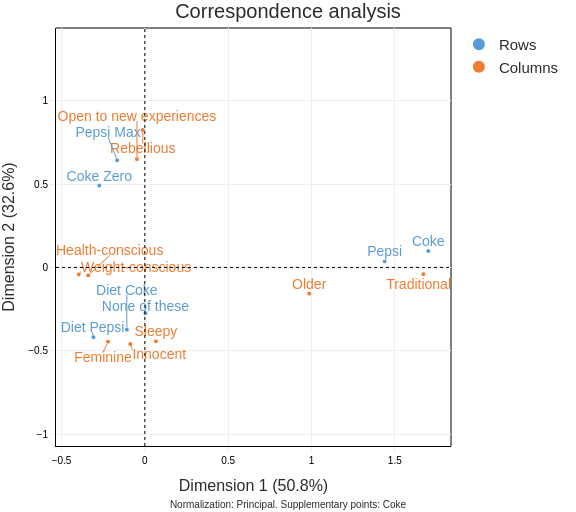 Correspondence analysis
Rows
Columns
Open to new experiences
Pepsi Max
Rebellious
Coke Zero
Coke
Pepsi
Health-conscious
Weight-conscious
Older
Traditional
Diet Coke
None of these
Diet Pepsi
Sleepy
Feminine
Innocent
1
0.5
0
−0.5
−1
−0.5
0
0.5
1
1.5
Dimension 2 (32.6%)
Dimension 1 (50.8%)
Normalization: Principal. Supplementary points: Coke